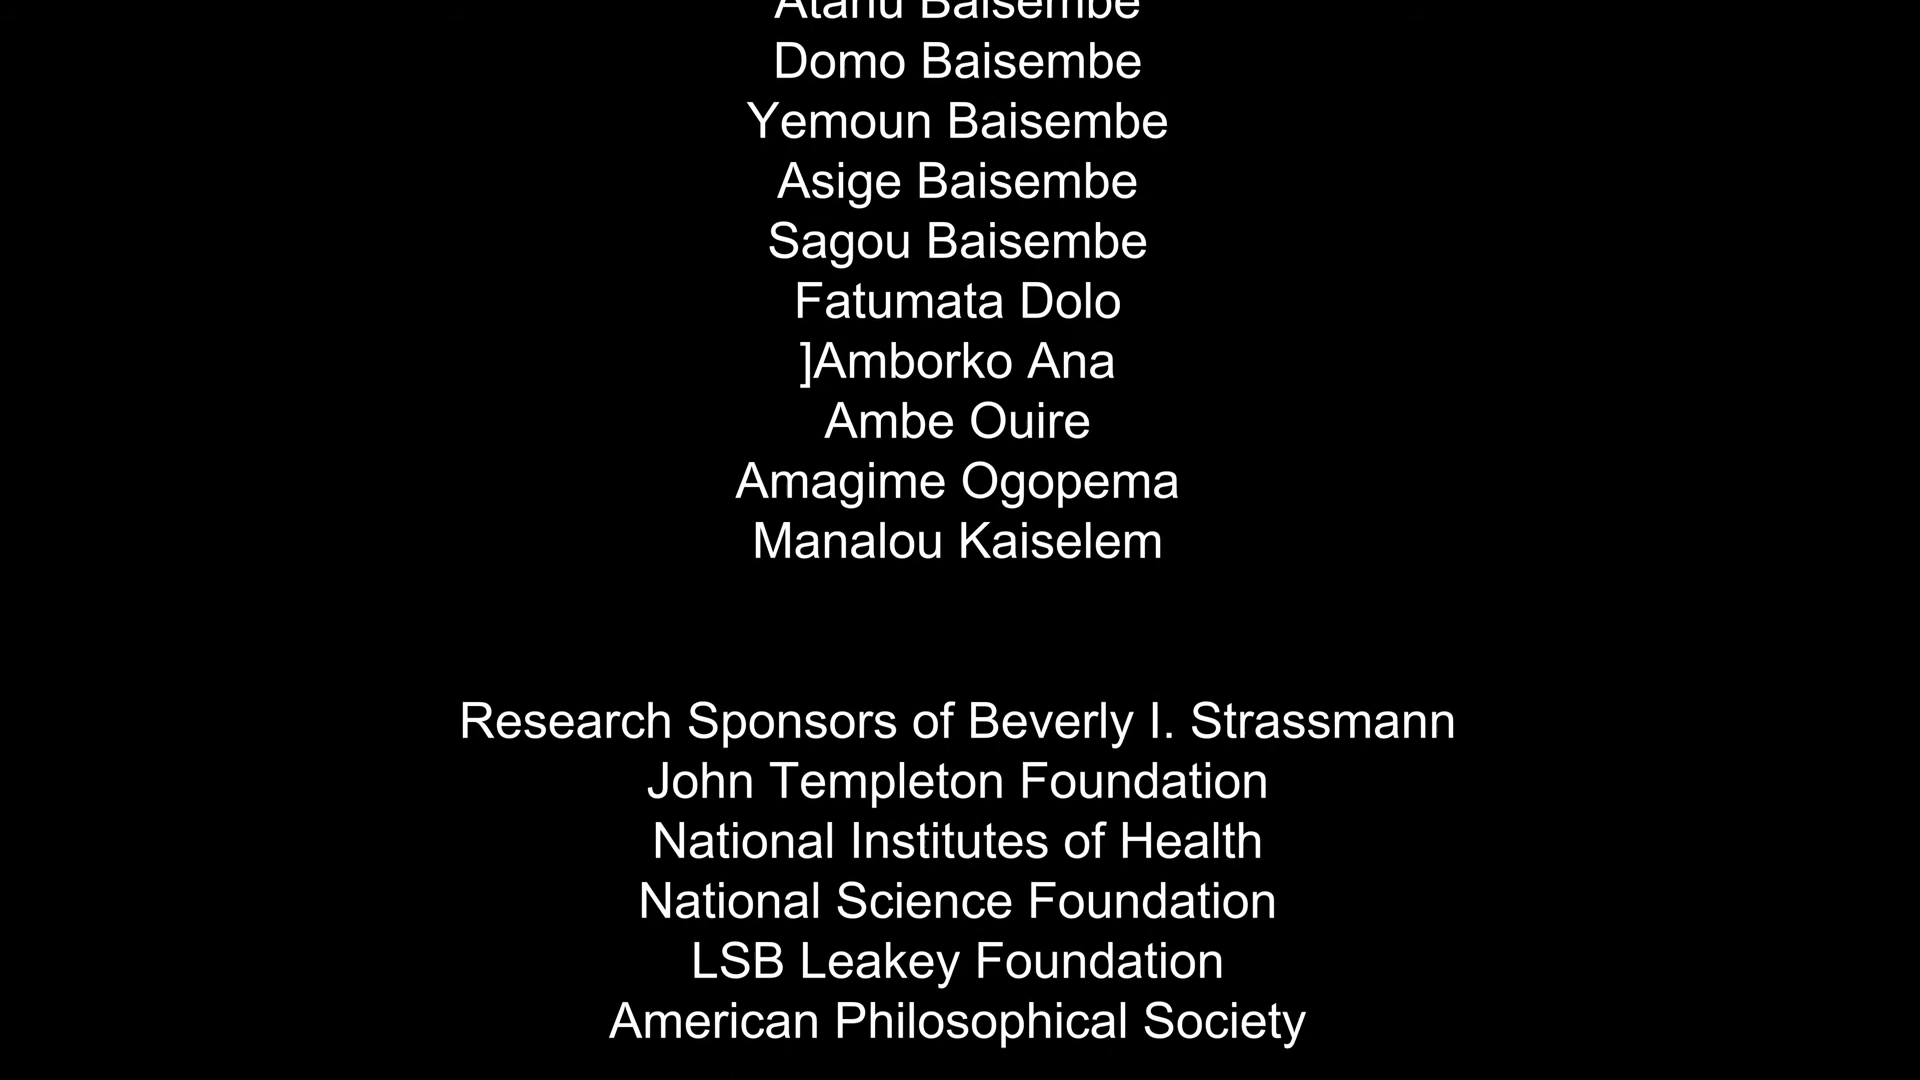 Baisembe
Domo Baisembe
Yemoun Baisembe
Asige Baisembe
Sagou Baisembe
Fatumata Dolo
]Amborko Ana
Ambe Ouire
Amagime Ogopema
Manalou Kaiselem
Research Sponsors of Beverly I. Strassmann
John Templeton Foundation
National Institutes of Health
National Science Foundation
LSB Leakey Foundation
American Philosophical Society